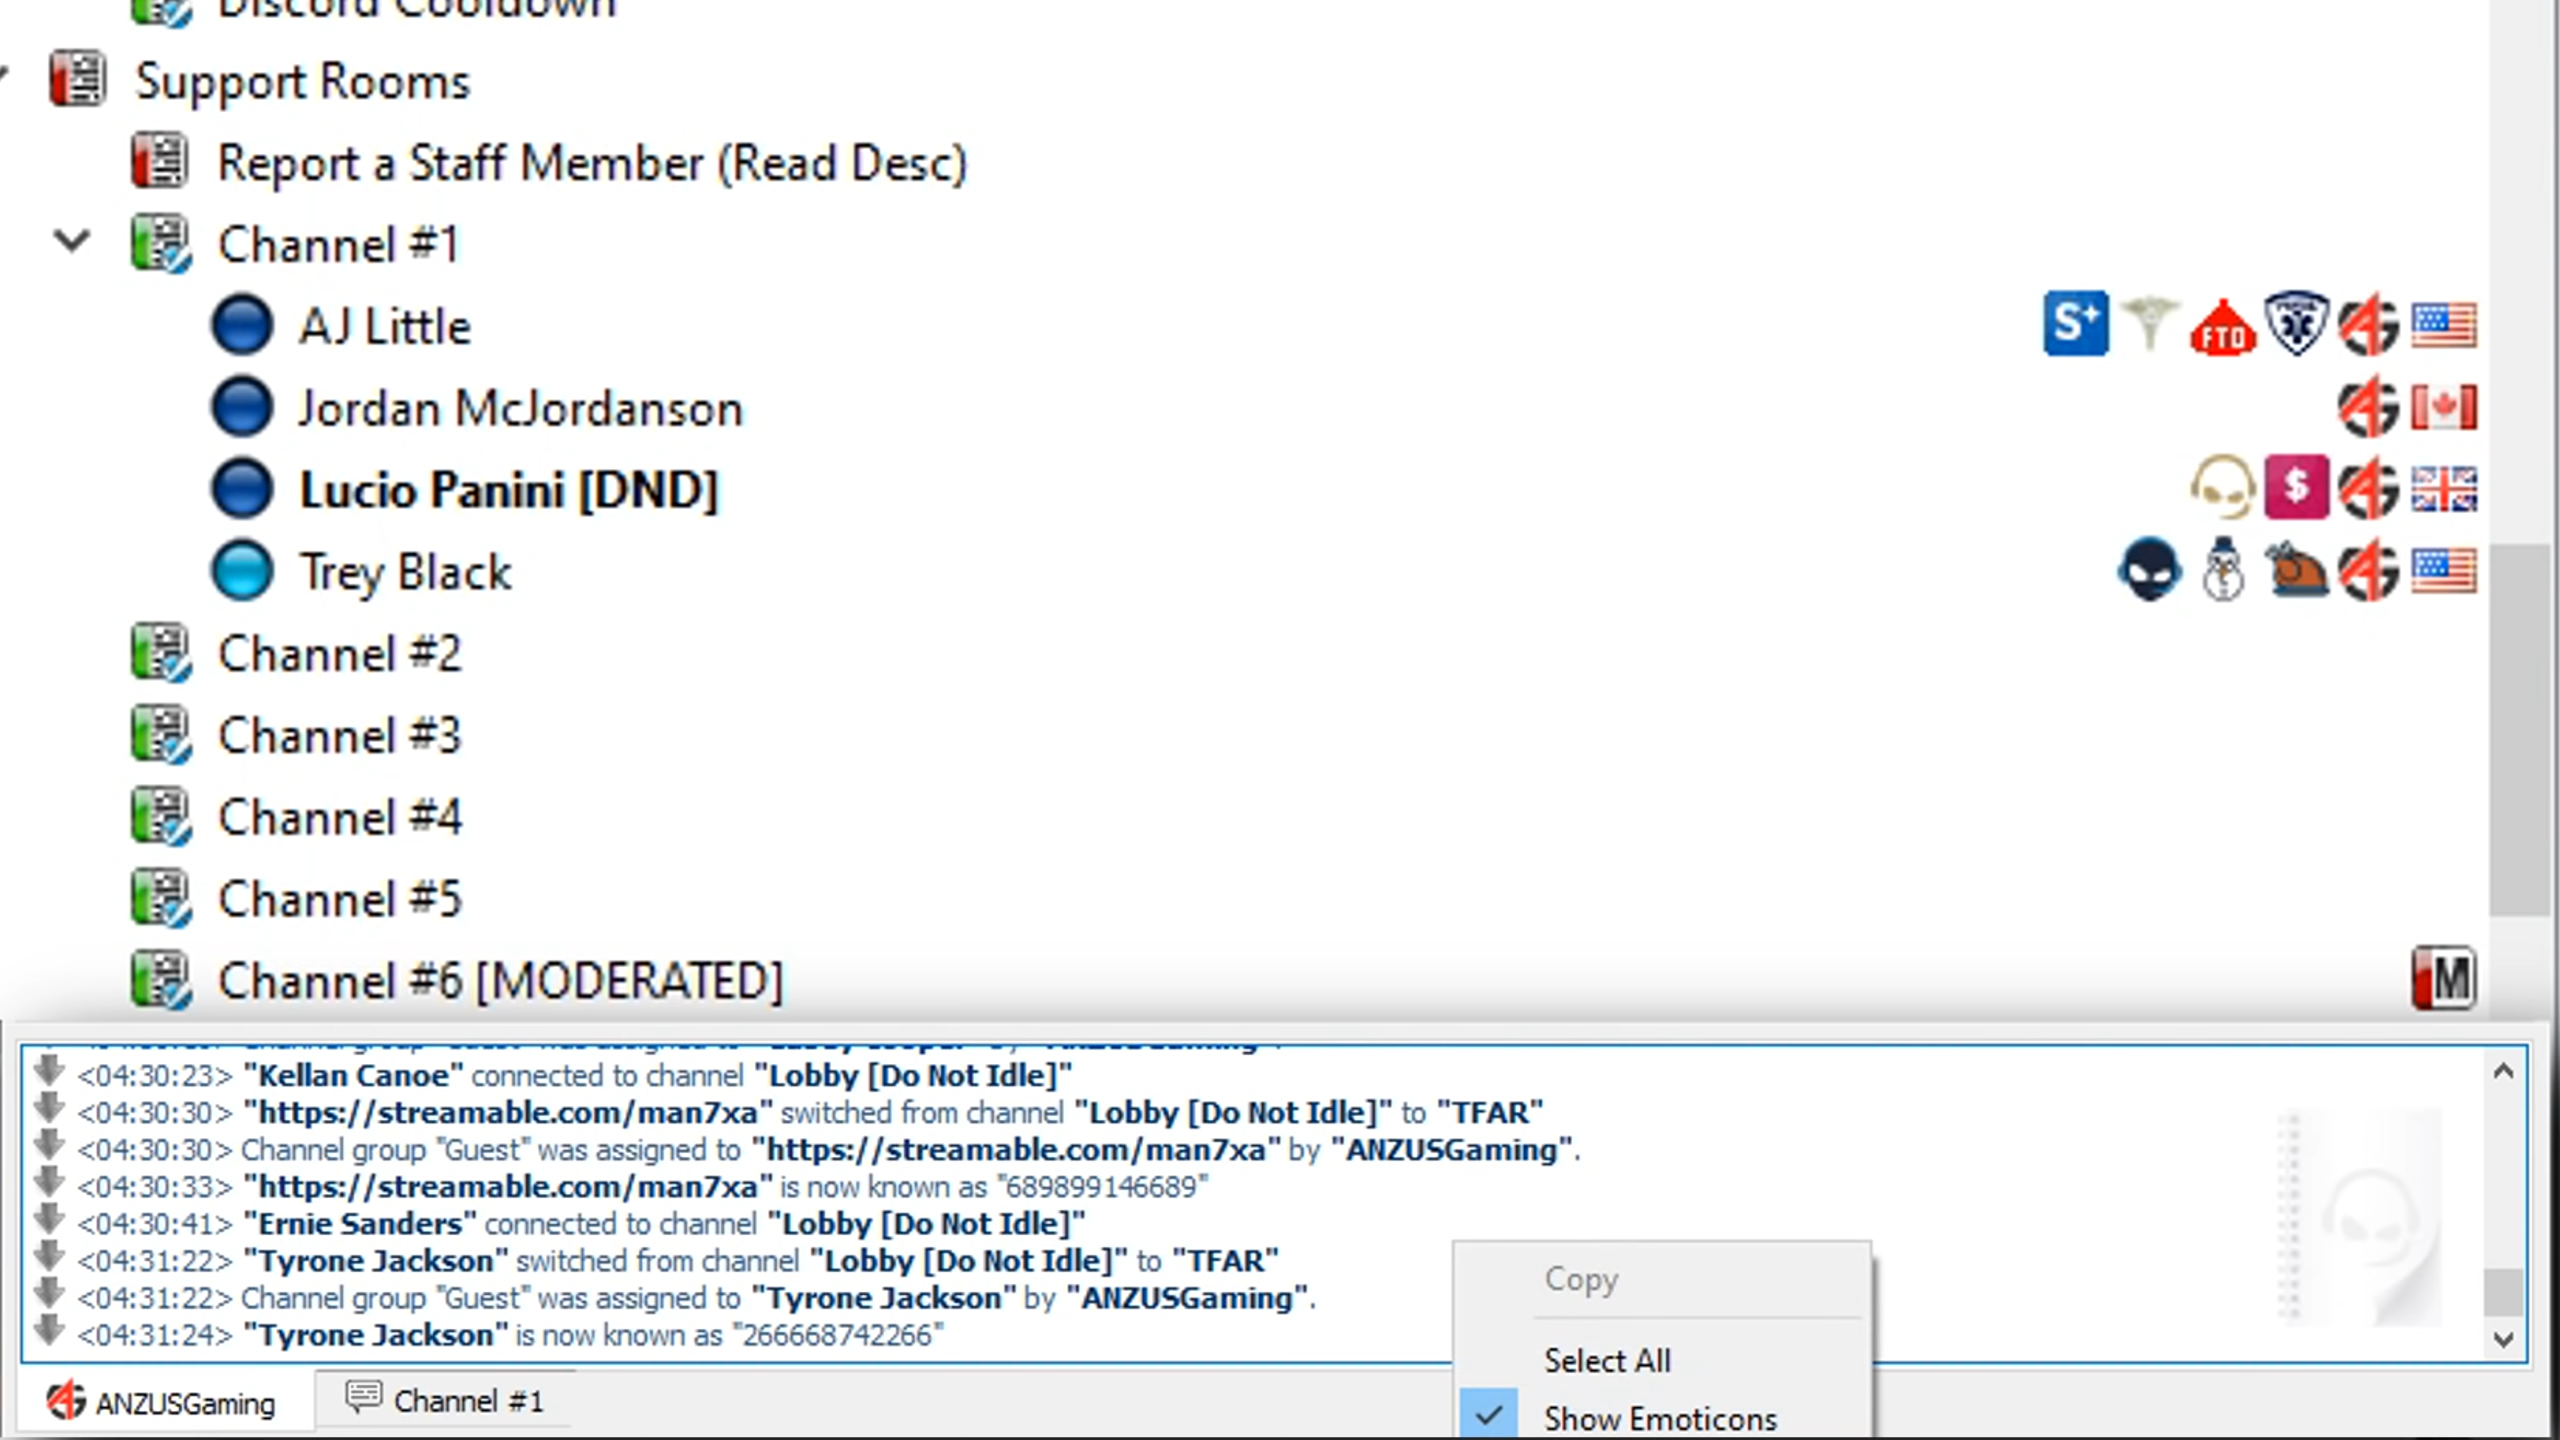 Discord Cooldown
Support Rooms
Report a Staff Member (Read Desc)
Channel #1
AJ Little
S+
FTO
Jordan McJordanson
Lucio Panini [DND]
$
Trey Black
Channel #2
Channel #3
Channel #4
Channel #5
Channel #6 [MODERATED]
M
<04:30:23> "Kellan Canoe" connected to channel "Lobby [Do Not Idle]"
<04:30:30> "https://streamable.com/man7xa" switched from channel "Lobby [Do Not Idle]" to "TFAR"
<04:30:30> Channel group "Guest" was assigned to "https://streamable.com/man7xa" by "ANZUSGaming".
<04:30:33> "https://streamable.com/man7xa" is now known as "689899146689"
<04:30:41> "Ernie Sanders" connected to channel "Lobby [Do Not Idle]"
<04:31:22> "Tyrone Jackson" switched from channel "Lobby [Do Not Idle]" to "TFAR"
<04:31:22> Channel group "Guest" was assigned to "Tyrone Jackson" by "ANZUSGaming".
<04:31:24> "Tyrone Jackson" is now known as "266668742266"
Copy
Select All
Show Emoticons
ANZUSGaming
Channel #1